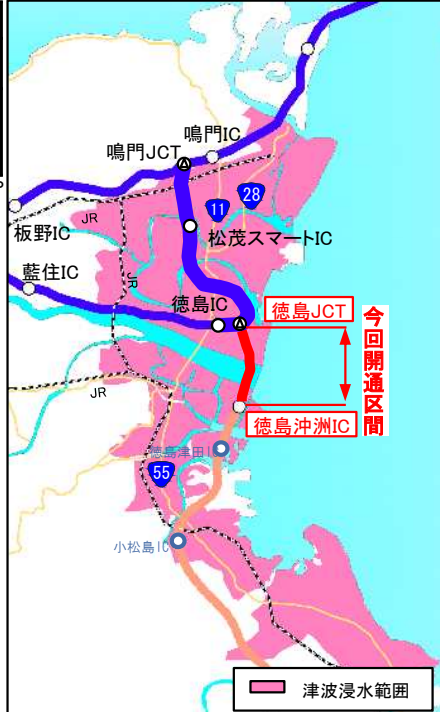 鳴門IC
鳴門JCT
28
11
JR
板野IC
松茂スマートIC
藍住IC
JR
徳島IC
徳島JCT
今回開通区間
JR
徳島沖洲IC
徳島津田I
55
小松島IC
津波浸水範囲